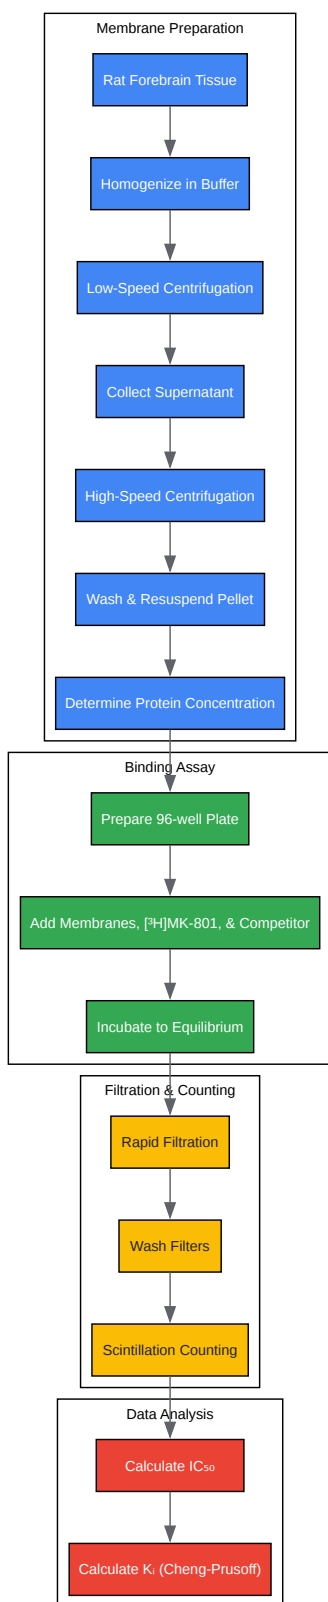 Membrane Preparation
Rat Forebrain Tissue
Homogenize in Buffer
Low-Speed Centrifugation
Collect Supernatant
High-Speed Centrifugation
Wash & Resuspend Pellet
Determine Protein Concentration
Binding Assay
Prepare 96-well Plate
Add Membranes, [³H]MK-801, & Competitor
Incubate to Equilibrium
Filtration & Counting
Rapid Filtration
Wash Filters
Scintillation Counting
Data Analysis
Calculate IC₅₀
Calculate Kᵢ (Cheng-Prusoff)